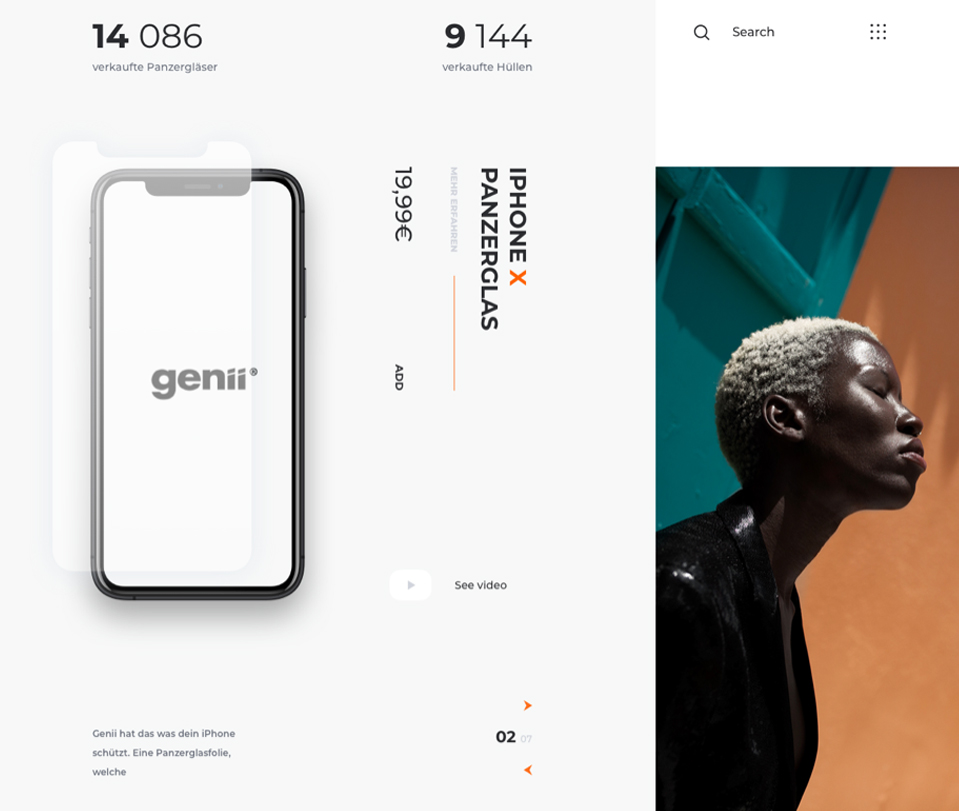 14 086
verkaufte Panzergläser
9 144
verkaufte Hüllen
Search
IPHONE X
PANZERGLAS
MEHR ERFAHREN
19,99€
ADD
genii®
See video
02 07
Genii hat das was dein iPhone
schützt. Eine Panzerglasfolie,
welche